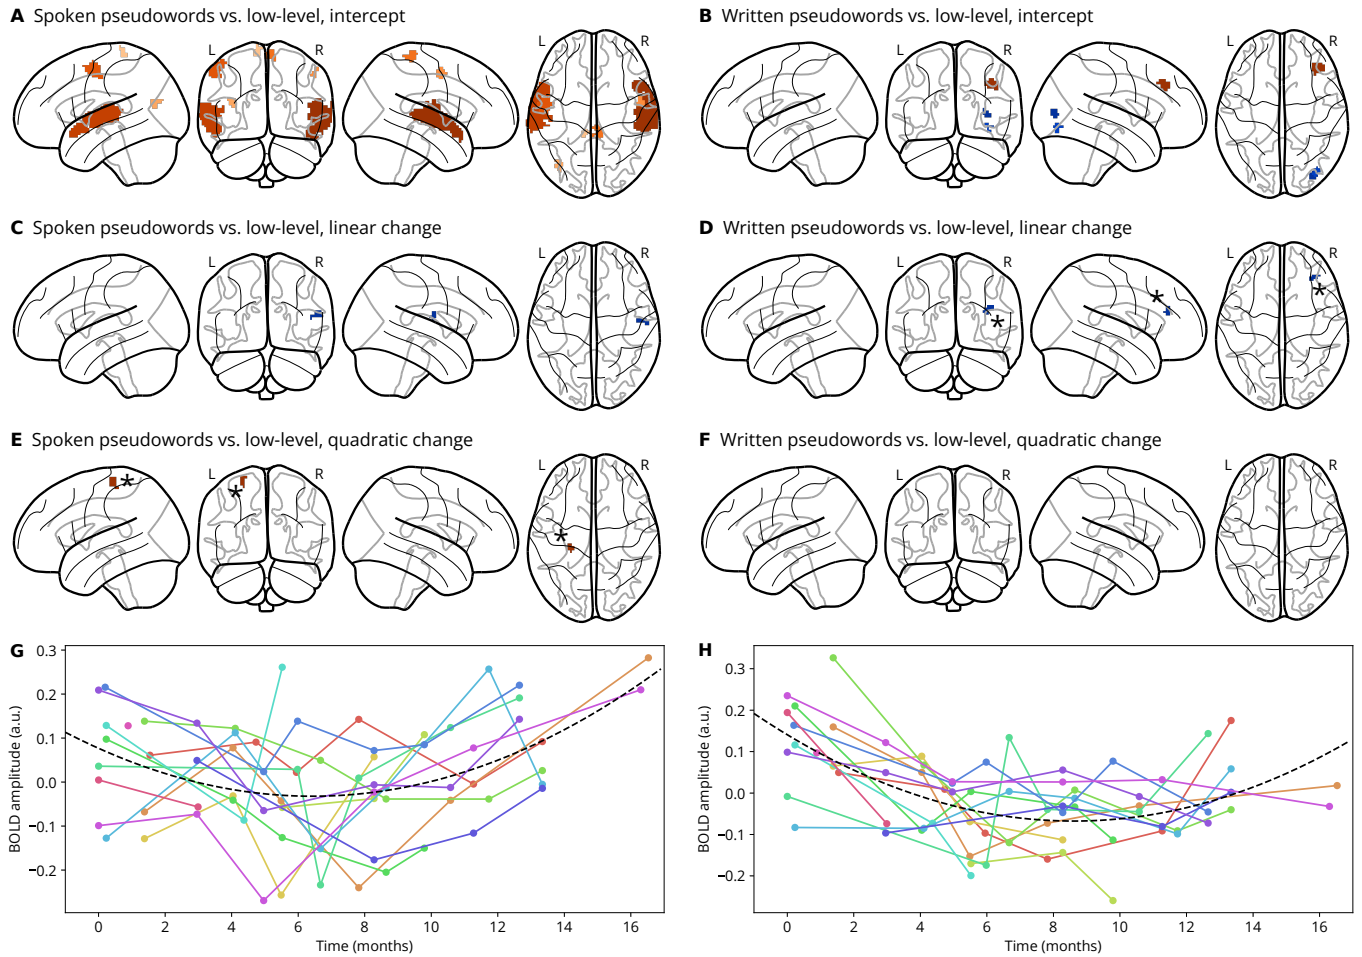 A Spoken pseudowords vs. low-level, intercept
L R L R
B Written pseudowords vs. low-level, intercept
L R L R
C Spoken pseudowords vs. low-level, linear change
L R L R
D Written pseudowords vs. low-level, linear change
L R L R
* * *
E Spoken pseudowords vs. low-level, quadratic change
L R L R
* * *
F Written pseudowords vs. low-level, quadratic change
L R L R
G
BOLD amplitude (a.u.)
0.3
0.2
0.1
0.0
−0.1
−0.2
0 2 4 6 8 10 12 14 16
Time (months)
H
BOLD amplitude (a.u.)
0.3
0.2
0.1
0.0
−0.1
−0.2
0 2 4 6 8 10 12 14 16
Time (months)